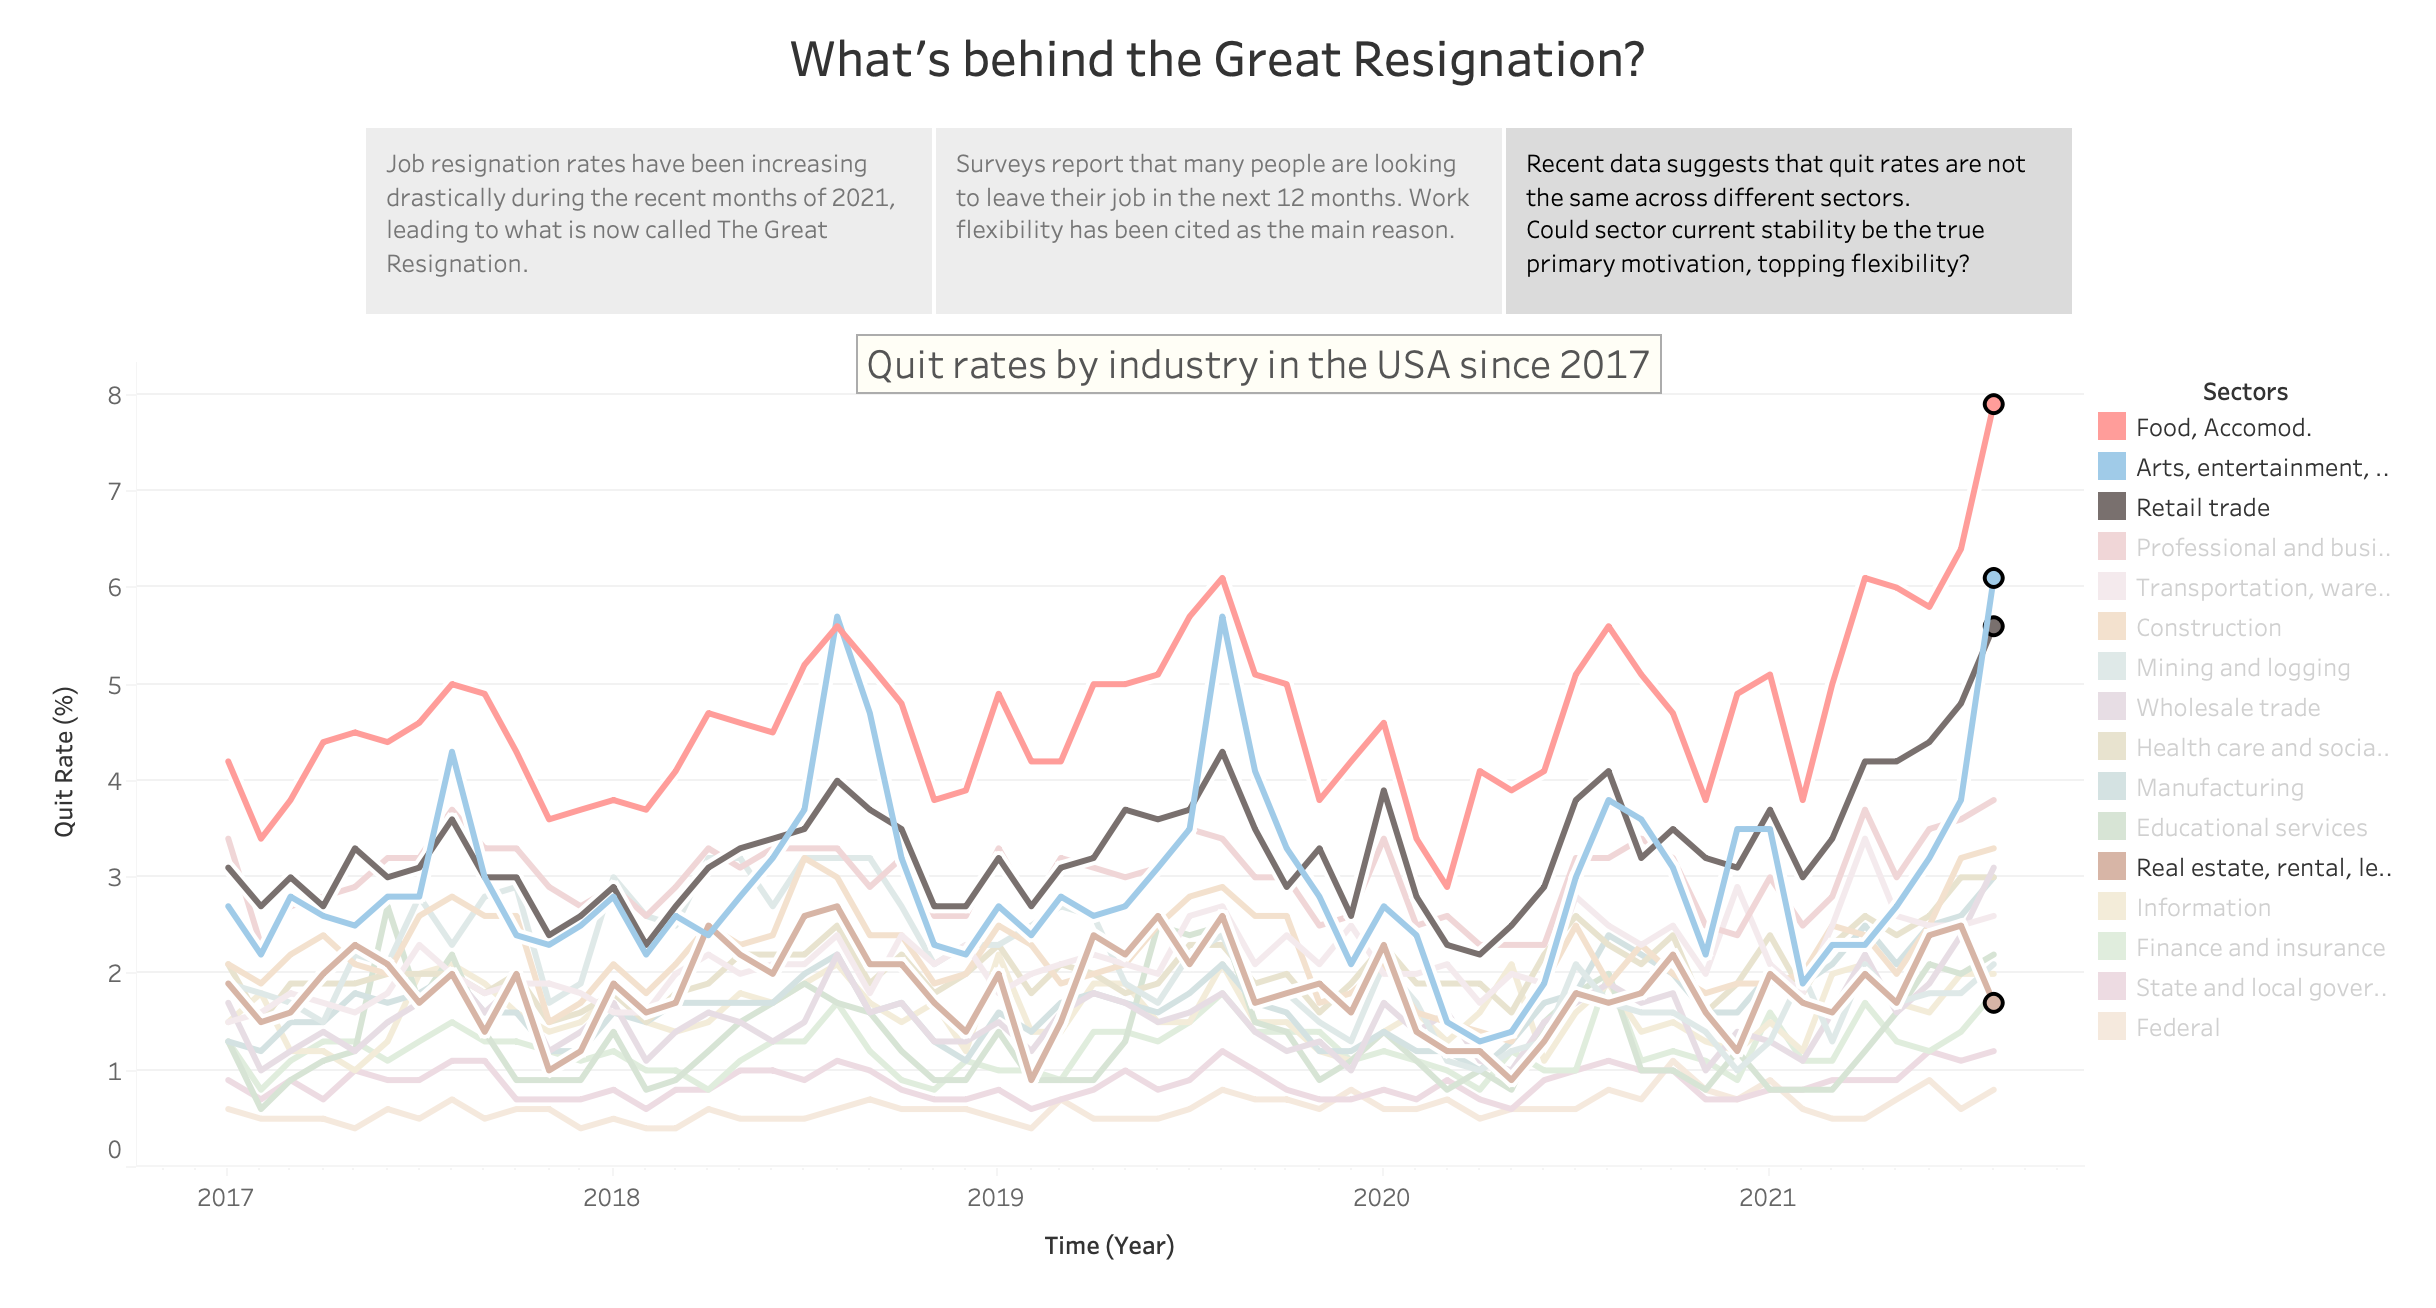 What's behind the Great Resignation?
Job resignation rates have been increasing
drastically during the recent months of 2021,
leading to what is now called The Great
Resignation.
Surveys report that many people are looking
to leave their job in the next 12 months. Work
flexibility has been cited as the main reason.
Recent data suggests that quit rates are not
the same across different sectors.
Could sector current stability be the true
primary motivation, topping flexibility?
Quit rates by industry in the USA since 2017
8
7
6
5
4
3
2
1
0
Quit Rate (%)
2017
2018
2019
2020
2021
Time (Year)
Sectors
Food, Accomod.
Arts, entertainment, ..
Retail trade
Professional and busi..
Transportation, ware..
Construction
Mining and logging
Wholesale trade
Health care and socia..
Manufacturing
Educational services
Real estate, rental, le..
Information
Finance and insurance
State and local gover..
Federal